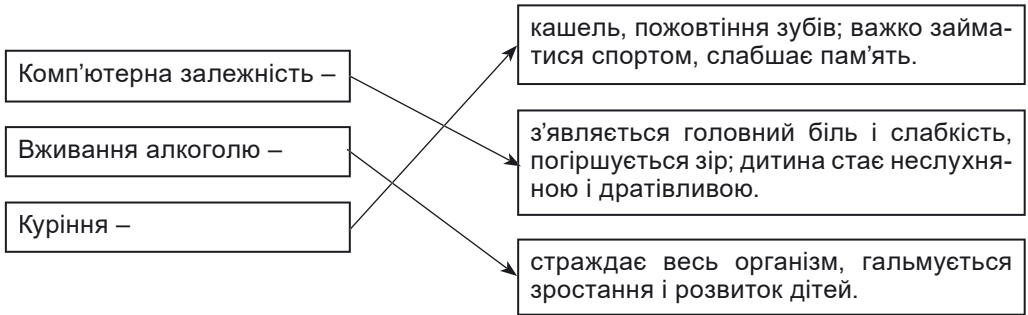 Комп’ютерна залежність –
Вживання алкоголю –
Куріння –
кашель, пожовтіння зубів; важко займа-
тися спортом, слабшає пам’ять.
з’являється головний біль і слабкість,
погіршується зір; дитина стає неслухня-
ною і дратівливою.
страждає весь організм, гальмується
зростання і розвиток дітей.